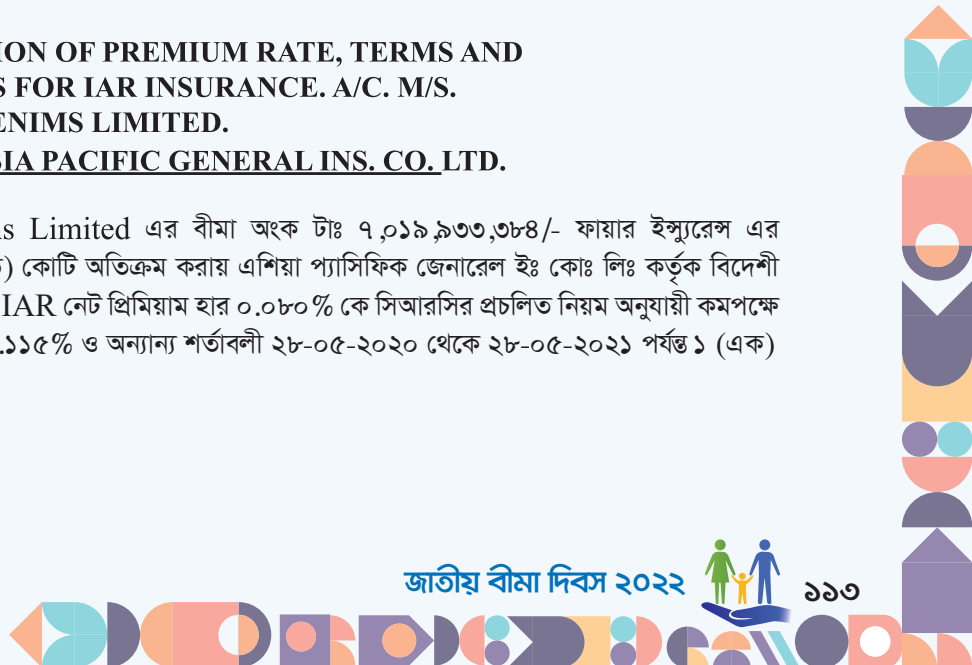 ION OF PREMIUM RATE, TERMS AND
S FOR IAR INSURANCE. A/C. M/S.
ENIMS LIMITED.
SIA PACIFIC GENERAL INS. CO. LTD.
ns Limited এর বীমা অংক টাঃ ৭,০১৯,৯৩৩,৩৮৪/- ফায়ার ইন্স্যুরেন্স এর
) কোটি অতিক্রম করায় এশিয়া প্যাসিফিক জেনারেল ইঃ কোঃ লিঃ কর্তৃক বিদেশী
IAR নেট প্রিমিয়াম হার ০.০৮০% কে সিআরসির প্রচলিত নিয়ম অনুযায়ী কমপক্ষে
.১১৫% ও অন্যান্য শর্তাবলী ২৮-০৫-২০২০ থেকে ২৮-০৫-২০২১ পর্যন্ত ১ (এক)
জাতীয় বীমা দিবস ২০২২
১১৩